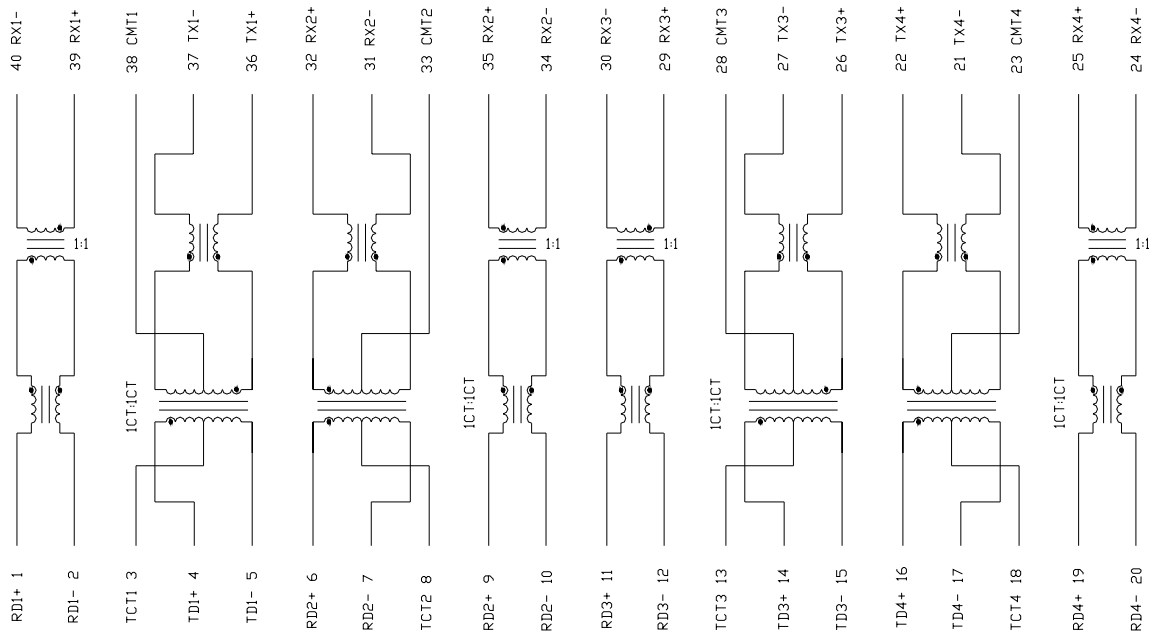 40 RX1-
39 RX1+
38 CMT1
37 TX1-
36 TX1+
32 RX2+
31 RX2-
33 CMT2
35 RX2+
34 RX2-
30 RX3-
29 RX3+
28 CMT3
27 TX3-
26 TX3+
22 TX4+
21 TX4-
23 CMT4
25 RX4+
24 RX4-
1:1
1:1
1:1
1:1
1CT:1CT
1CT:1CT
1CT:1CT
1CT:1CT
RD1+ 1
RD1- 2
TCT1 3
TD1+ 4
TD1- 5
RD2+ 6
RD2- 7
TCT2 8
RD2+ 9
RD2- 10
RD3+ 11
RD3- 12
TCT3 13
TD3+ 14
TD3- 15
TD4+ 16
TD4- 17
TCT4 18
RD4+ 19
RD4- 20